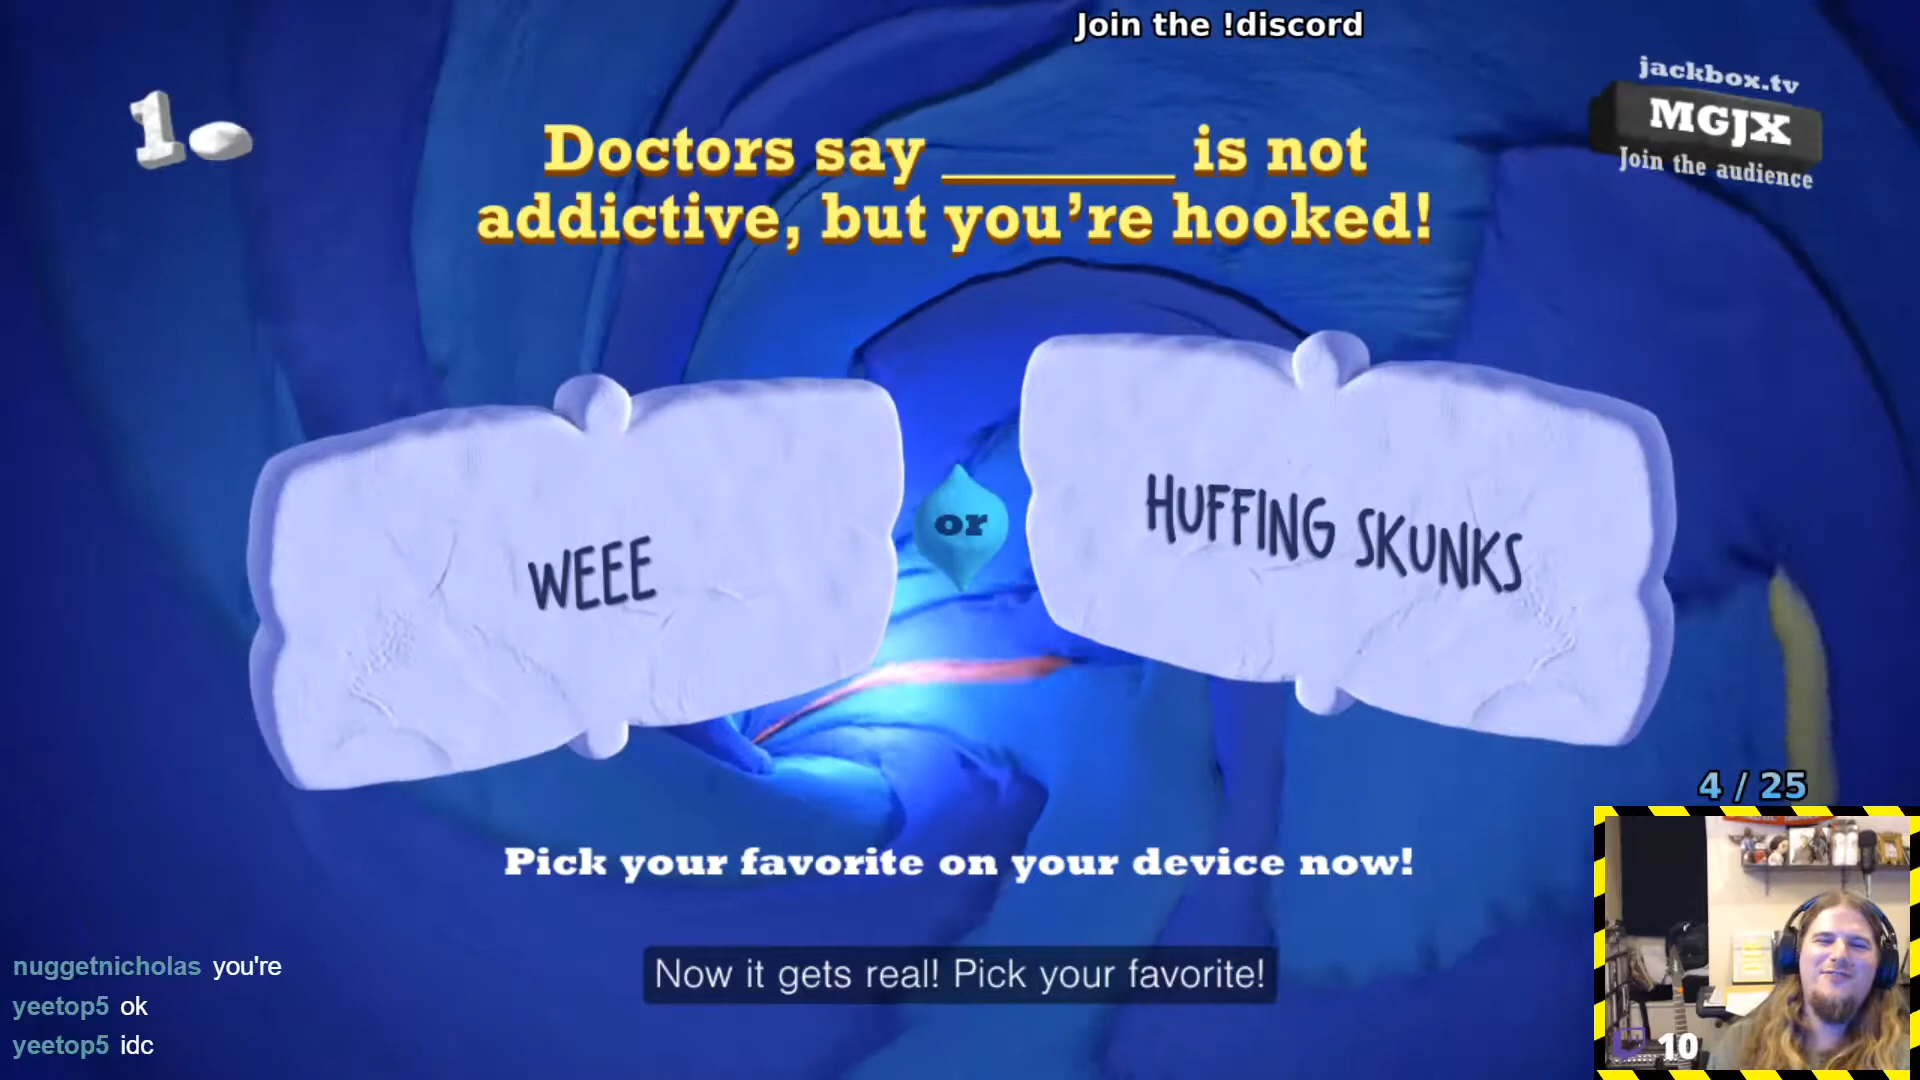 Join the !discord
jackbox.tv
MGJX
Join the audience
1.
Doctors say ________ is not
addictive, but you're hooked!
WEEE
or
HUFFING SKUNKS
4 / 25
Pick your favorite on your device now!
Now it gets real! Pick your favorite!
nuggetnicholas you're
yeetop5 ok
yeetop5 idc
10